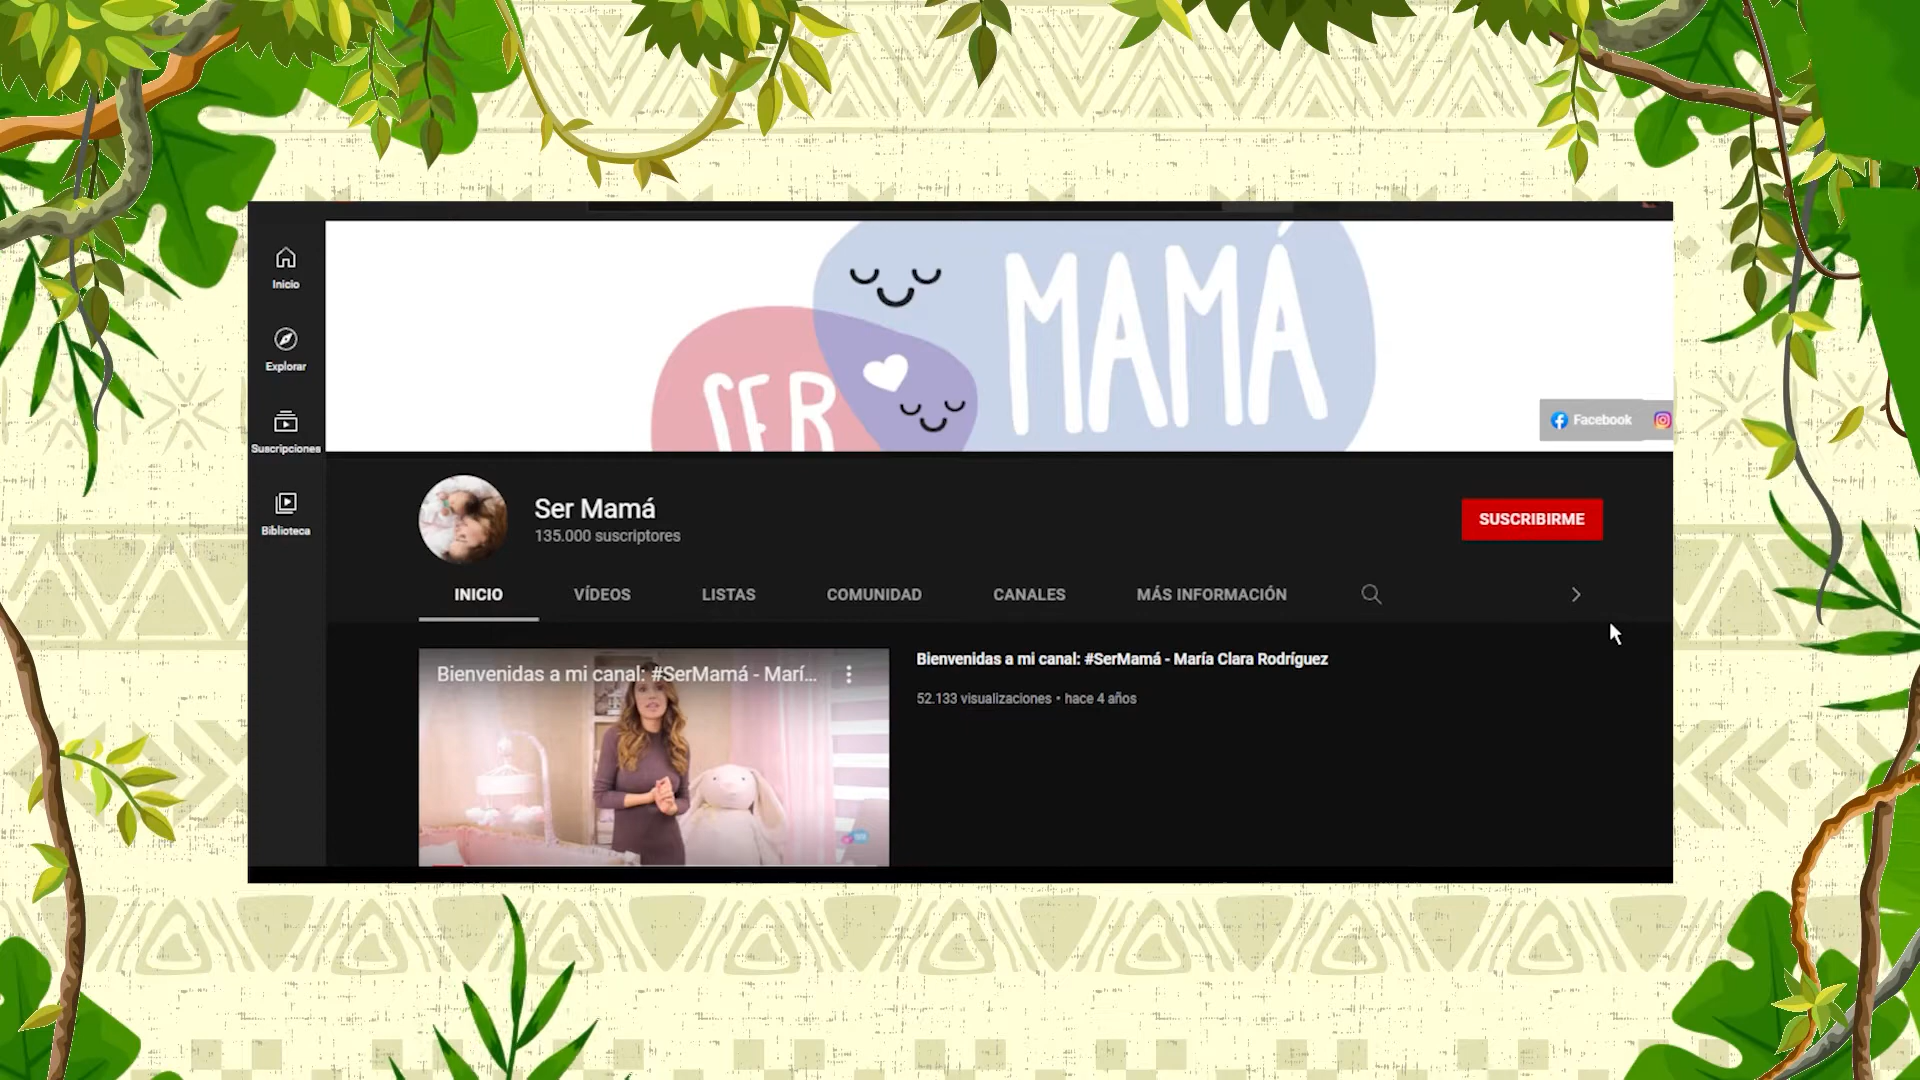 SER MAMÁ
Inicio
Explorar
Suscripciones
Biblioteca
Facebook
Ser Mamá
135.000 suscriptores
SUSCRIBIRME
INICIO VÍDEOS LISTAS COMUNIDAD CANALES MÁS INFORMACIÓN
Bienvenidas a mi canal: #SerMamá - Marí...
Bienvenidas a mi canal: #SerMamá - María Clara Rodríguez
52.133 visualizaciones • hace 4 años